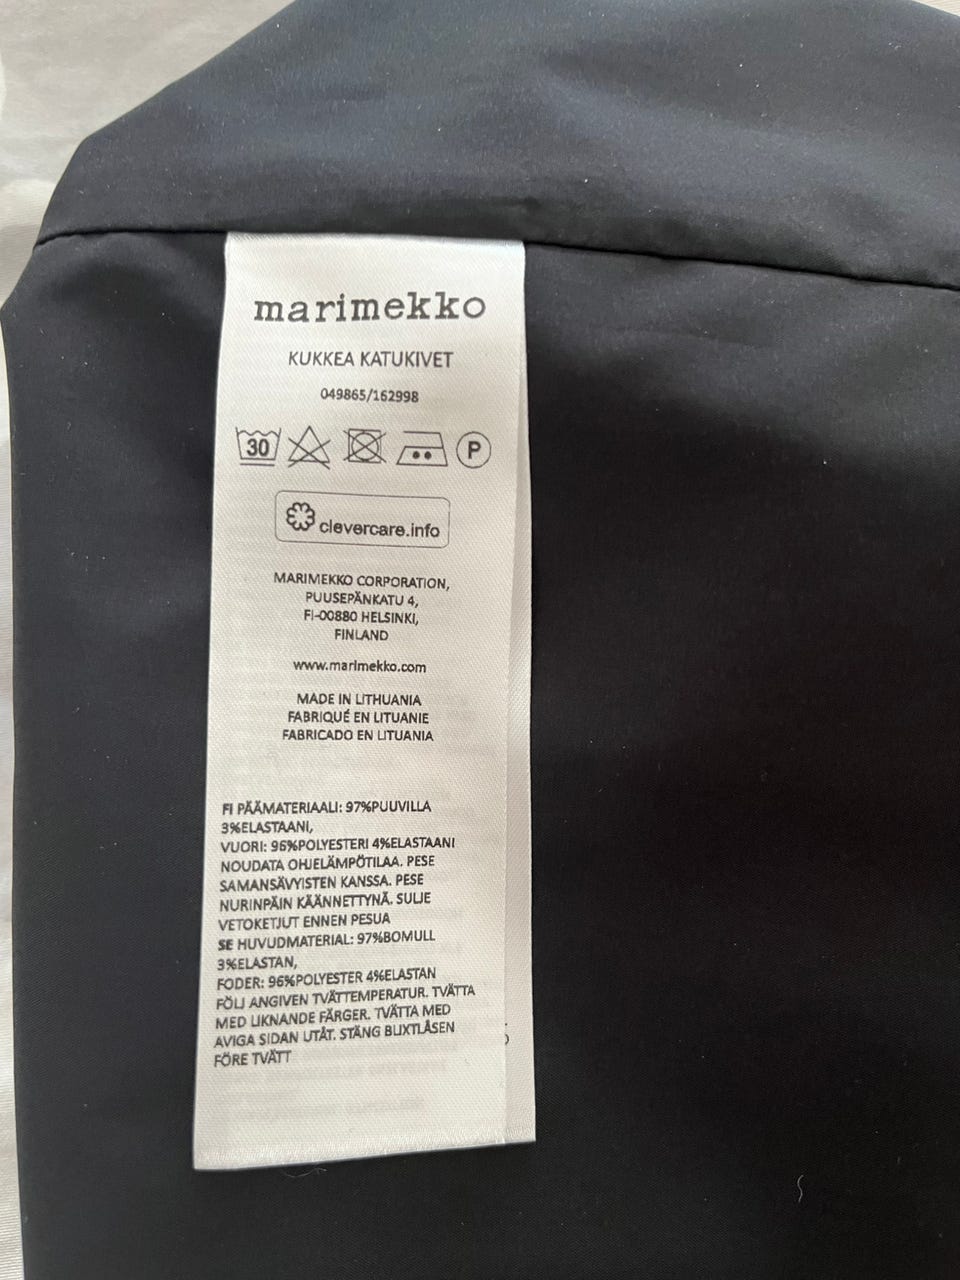 marimekko
KUKKEA KATUKIVET
049865/162998
30 P
clevercare.info
MARIMEKKO CORPORATION,
PUUSEPÄNKATU 4,
FI-00880 HELSINKI,
FINLAND
www.marimekko.com
MADE IN LITHUANIA
FABRIQUÉ EN LITUANIE
FABRICADO EN LITUANIA
FI PÄÄMATERIAALI: 97%PUUVILLA
3%ELASTAANI,
VUORI: 96%POLYESTERI 4%ELASTAANI
NOUDATA OHJELÄMPÖTILAA. PESE
SAMANSÄVYISTEN KANSSA. PESE
NURINPÄIN KÄÄNNETTYNÄ. SULJE
VETOKETJUT ENNEN PESUA
SE HUVUDMATERIAL: 97%BOMULL
3%ELASTAN,
FODER: 96%POLYESTER 4%ELASTAN
FÖLJ ANGIVEN TVÄTTEMPERATUR. TVÄTTA
MED LIKNANDE FÄRGER. TVÄTTA MED
AVIGA SIDAN UTÅT. STÄNG BLIXTLÅSEN
FÖRE TVÄTT